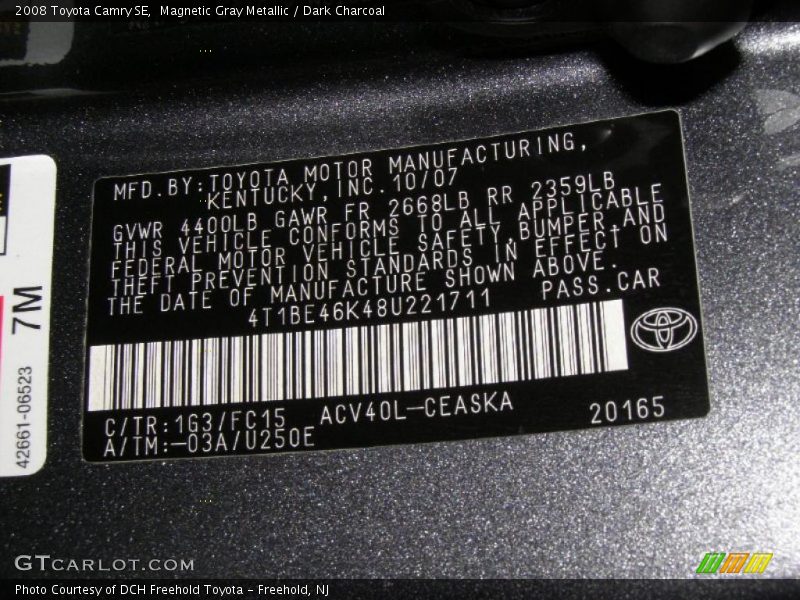 2008 Toyota Camry SE, Magnetic Gray Metallic / Dark Charcoal
MFD.BY:TOYOTA MOTOR MANUFACTURING,
KENTUCKY,INC.10/07
GVWR 4400LB GAWR FR 2668LB RR 2359LB
THIS VEHICLE CONFORMS TO ALL APPLICABLE
FEDERAL MOTOR VEHICLE SAFETY,BUMPER,AND
THEFT PREVENTION STANDARDS IN EFFECT ON
THE DATE OF MANUFACTURE SHOWN ABOVE.
4T1BE46K48U221711 PASS.CAR
C/TR:1G3/FC15 ACV40L-CEASKA 20165
A/TM:-03A/U250E
7M
42661-06523
GTCARLOT.COM
Photo Courtesy of DCH Freehold Toyota - Freehold, NJ